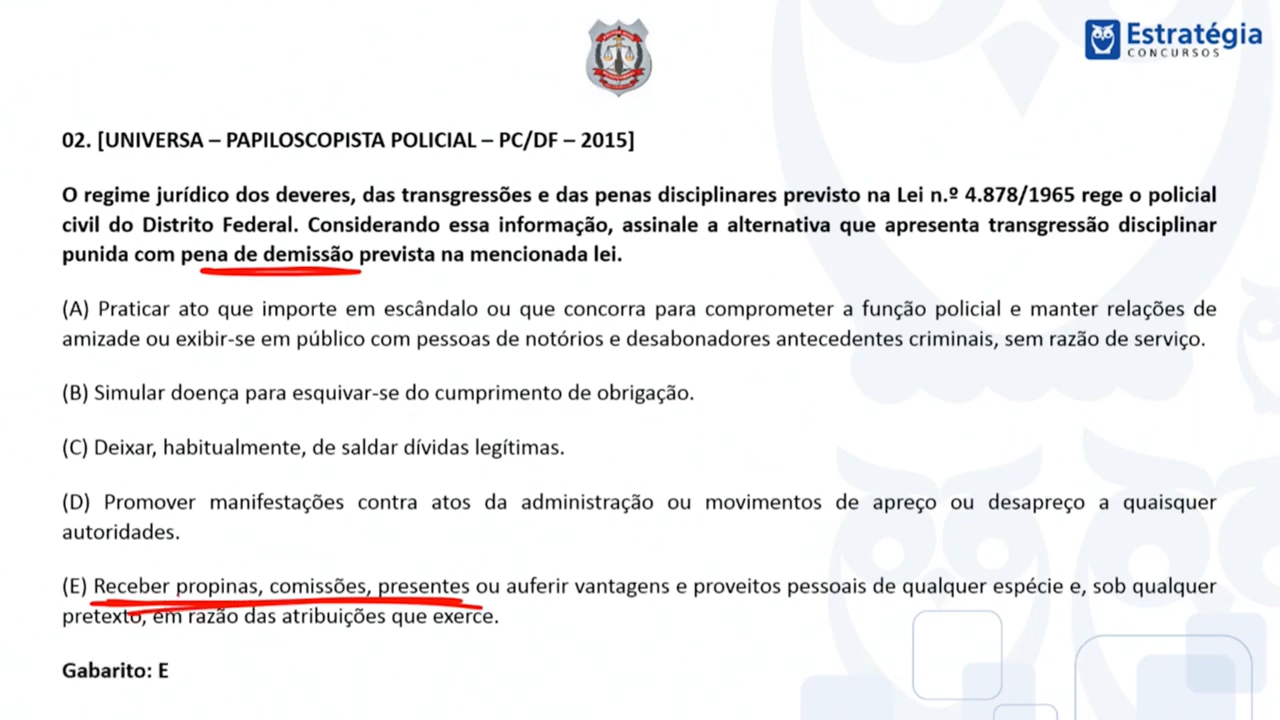 Estratégia
CONCURSOS
02. [UNIVERSA – PAPILOSCOPISTA POLICIAL – PC/DF – 2015]
O regime jurídico dos deveres, das transgressões e das penas disciplinares previsto na Lei n.º 4.878/1965 rege o policial
civil do Distrito Federal. Considerando essa informação, assinale a alternativa que apresenta transgressão disciplinar
punida com pena de demissão prevista na mencionada lei.
(A) Praticar ato que importe em escândalo ou que concorra para comprometer a função policial e manter relações de
amizade ou exibir-se em público com pessoas de notórios e desabonadores antecedentes criminais, sem razão de serviço.
(B) Simular doença para esquivar-se do cumprimento de obrigação.
(C) Deixar, habitualmente, de saldar dívidas legítimas.
(D) Promover manifestações contra atos da administração ou movimentos de apreço ou desapreço a quaisquer
autoridades.
(E) Receber propinas, comissões, presentes ou auferir vantagens e proveitos pessoais de qualquer espécie e, sob qualquer
pretexto, em razão das atribuições que exerce.
Gabarito: E